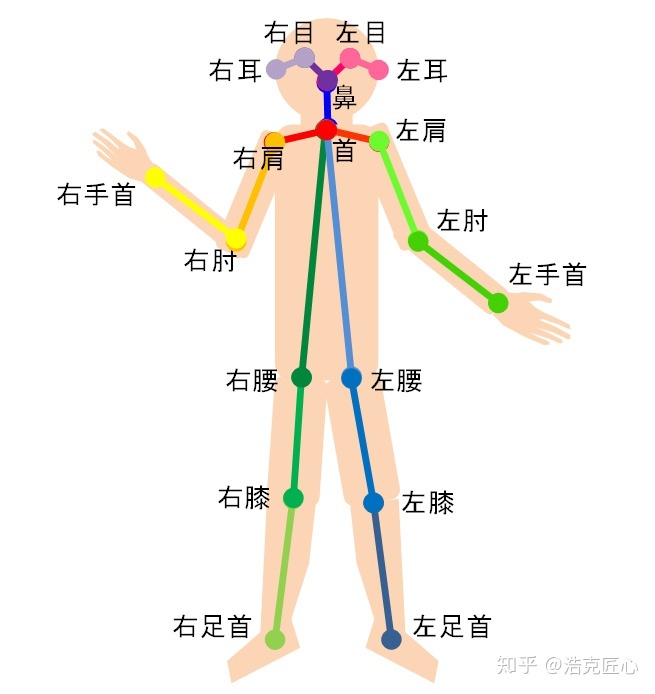 右目 左目
右耳 左耳
鼻
左肩
右肩 首
右手首
左肘
右肘
左手首
右腰 左腰
右膝 左膝
右足首 左足首
知乎 @浩克匠心